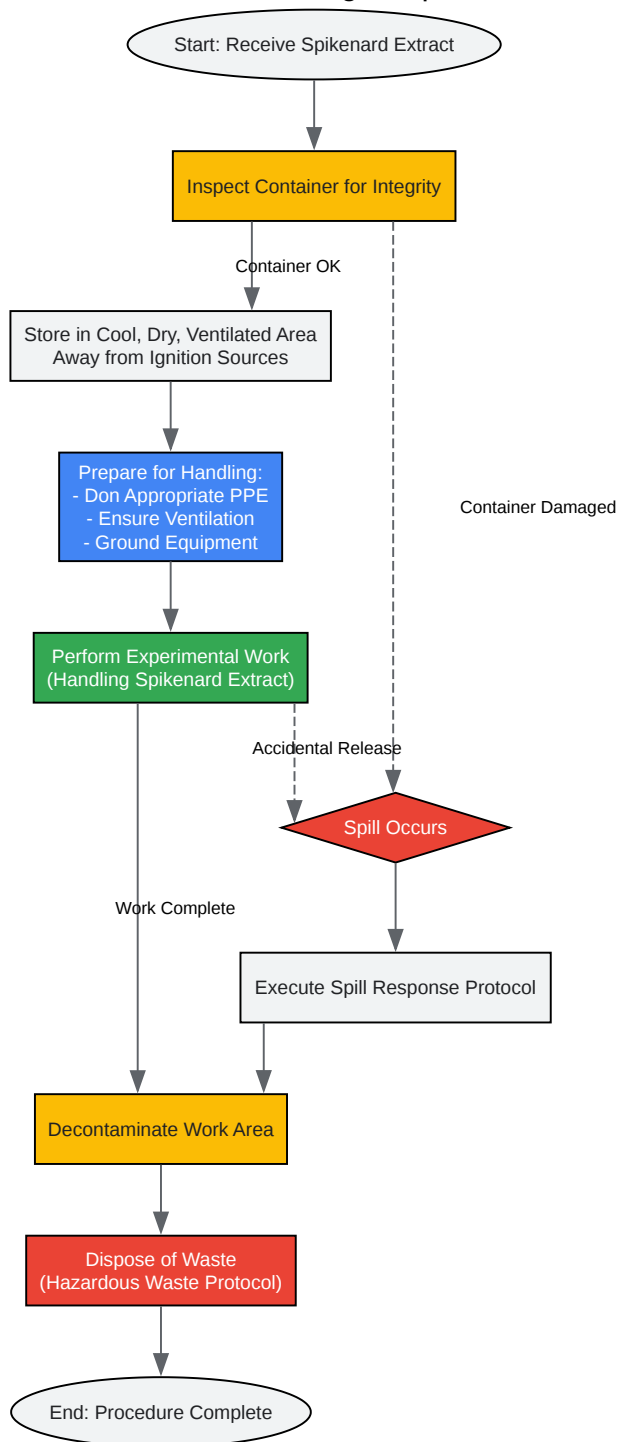 Start: Receive Spikenard Extract
Inspect Container for Integrity
Container OK
Store in Cool, Dry, Ventilated Area
Away from Ignition Sources
Prepare for Handling:
- Don Appropriate PPE
- Ensure Ventilation
- Ground Equipment
Container Damaged
Perform Experimental Work
(Handling Spikenard Extract)
Accidental Release
Spill Occurs
Work Complete
Execute Spill Response Protocol
Decontaminate Work Area
Dispose of Waste
(Hazardous Waste Protocol)
End: Procedure Complete